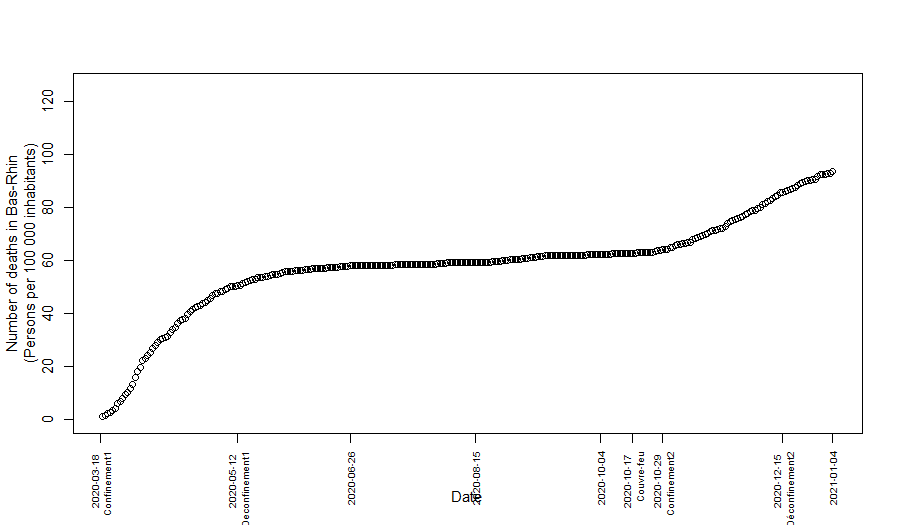 Number of deaths in Bas-Rhin
(Persons per 100 000 inhabitants)
120
100
80
60
40
20
0
2020-03-18
Confinement1
2020-05-12
Déconfinement1
2020-06-26
2020-08-15
2020-10-04
2020-10-17
Couvre-feu
2020-10-29
Confinement2
2020-12-15
Déconfinement2
2021-01-04
Date